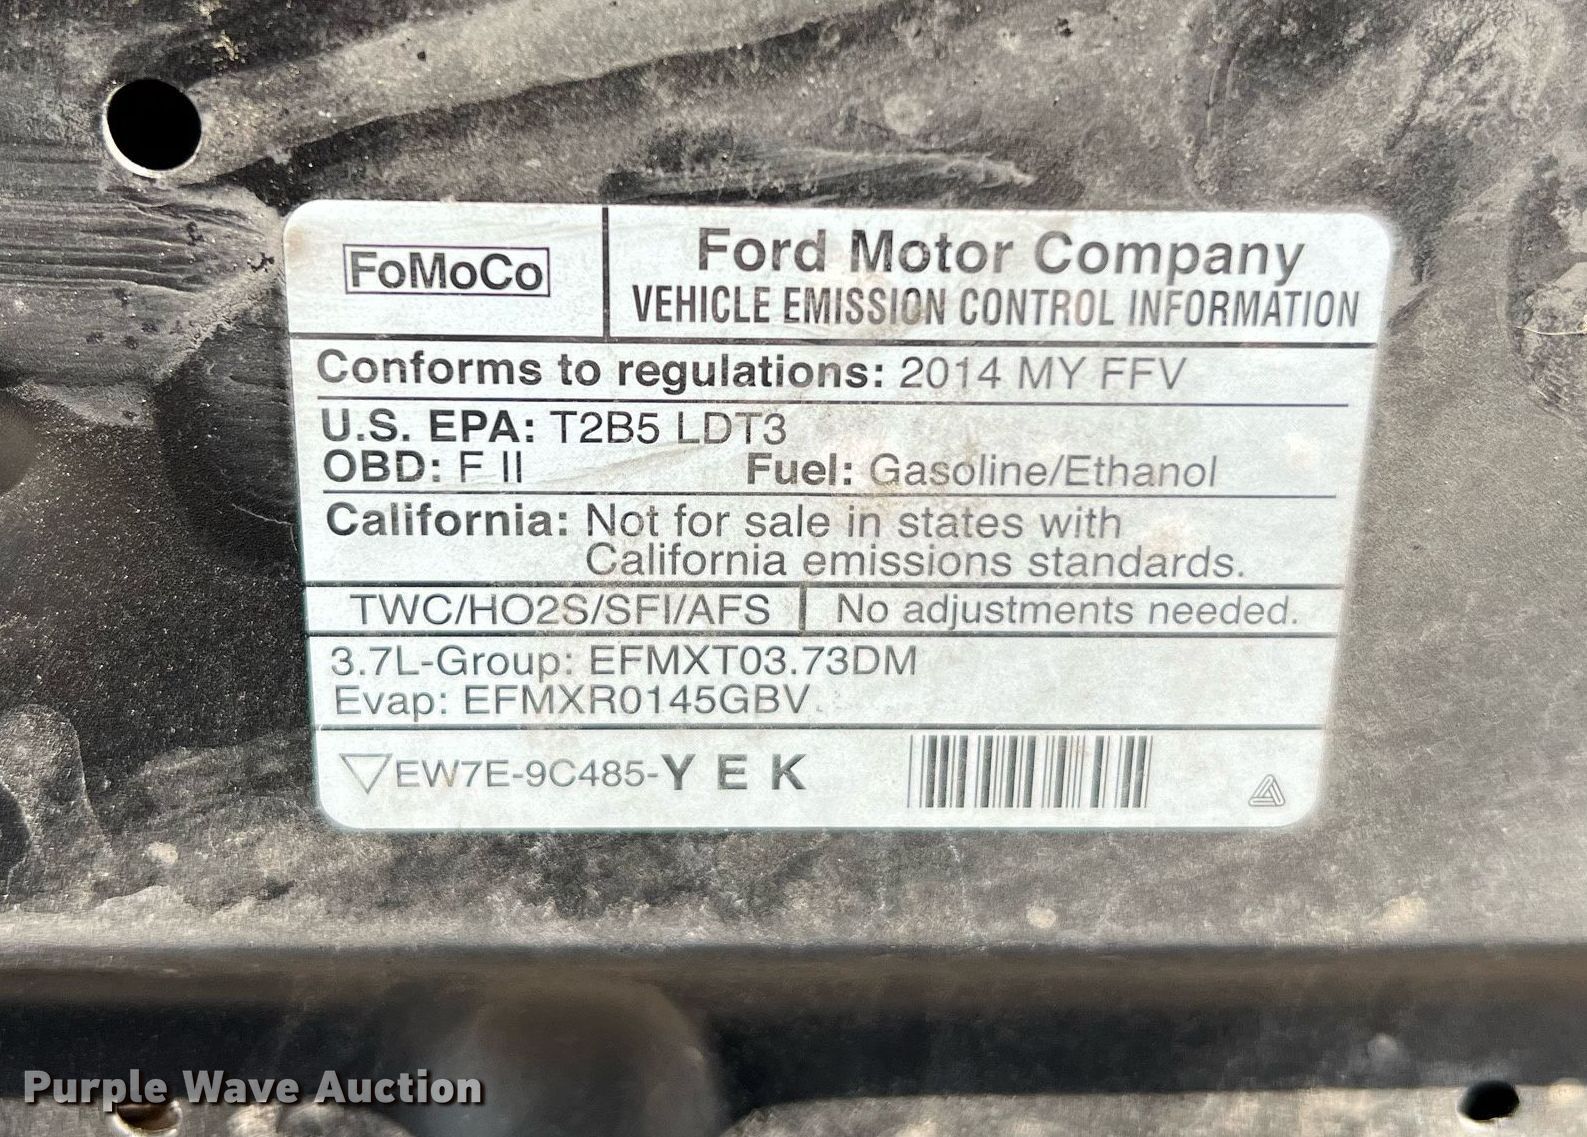 FoMoCo
Ford Motor Company
VEHICLE EMISSION CONTROL INFORMATION
Conforms to regulations: 2014 MY FFV
U.S. EPA: T2B5 LDT3
OBD: F II Fuel: Gasoline/Ethanol
California: Not for sale in states with
California emissions standards.
TWC/HO2S/SFI/AFS No adjustments needed.
3.7L-Group: EFMXT03.73DM
Evap: EFMXR0145GBV
EW7E-9C485-Y E K
Purple Wave Auction